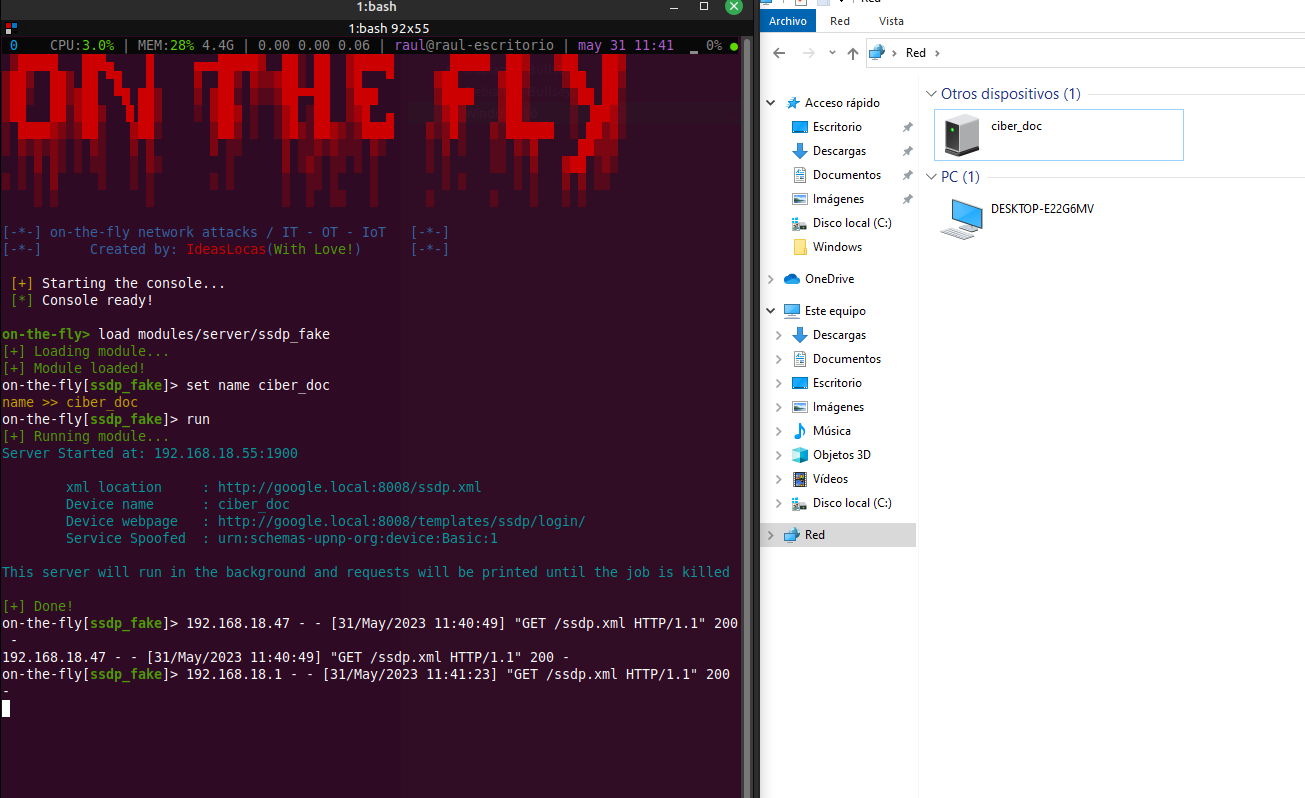 1:bash
1:bash 92x55
0 CPU:3.0% | MEM:28% 4.4G | 0.00 0.00 0.06 | raul@raul-escritorio | may 31 11:41 _ 0%
ON THE FLY
[-*-] on-the-fly network attacks / IT - OT - IoT [-*-]
[-*-] Created by: IdeasLocas(With Love!) [-*-]
[+] Starting the console...
[*] Console ready!
on-the-fly> load modules/server/ssdp_fake
[+] Loading module...
[+] Module loaded!
on-the-fly[ssdp_fake]> set name ciber_doc
name >> ciber_doc
on-the-fly[ssdp_fake]> run
[+] Running module...
Server Started at: 192.168.18.55:1900
xml location : http://google.local:8008/ssdp.xml
Device name : ciber_doc
Device webpage : http://google.local:8008/templates/ssdp/login/
Service Spoofed : urn:schemas-upnp-org:device:Basic:1
This server will run in the background and requests will be printed until the job is killed
[+] Done!
on-the-fly[ssdp_fake]> 192.168.18.47 - - [31/May/2023 11:40:49] "GET /ssdp.xml HTTP/1.1" 200
-
192.168.18.47 - - [31/May/2023 11:40:49] "GET /ssdp.xml HTTP/1.1" 200 -
on-the-fly[ssdp_fake]> 192.168.18.1 - - [31/May/2023 11:41:23] "GET /ssdp.xml HTTP/1.1" 200
-
Red
Archivo Red Vista
Red
Acceso rápido
Escritorio
Descargas
Documentos
Imágenes
Disco local (C:)
Windows
OneDrive
Este equipo
Descargas
Documentos
Escritorio
Imágenes
Música
Objetos 3D
Vídeos
Disco local (C:)
Red
Otros dispositivos (1)
ciber_doc
PC (1)
DESKTOP-E22G6MV